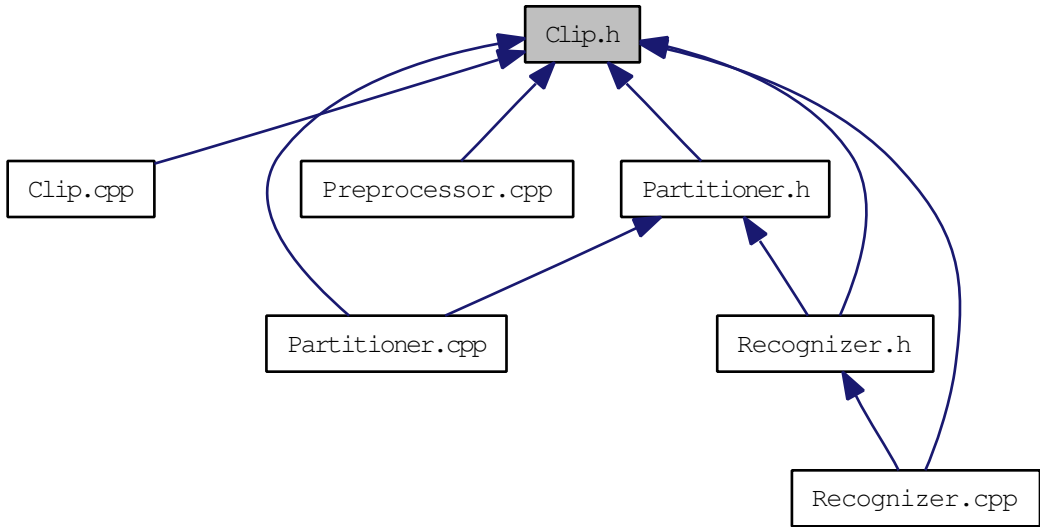 Clip.h
Clip.cpp
Preprocessor.cpp
Partitioner.h
Partitioner.cpp
Recognizer.h
Recognizer.cpp